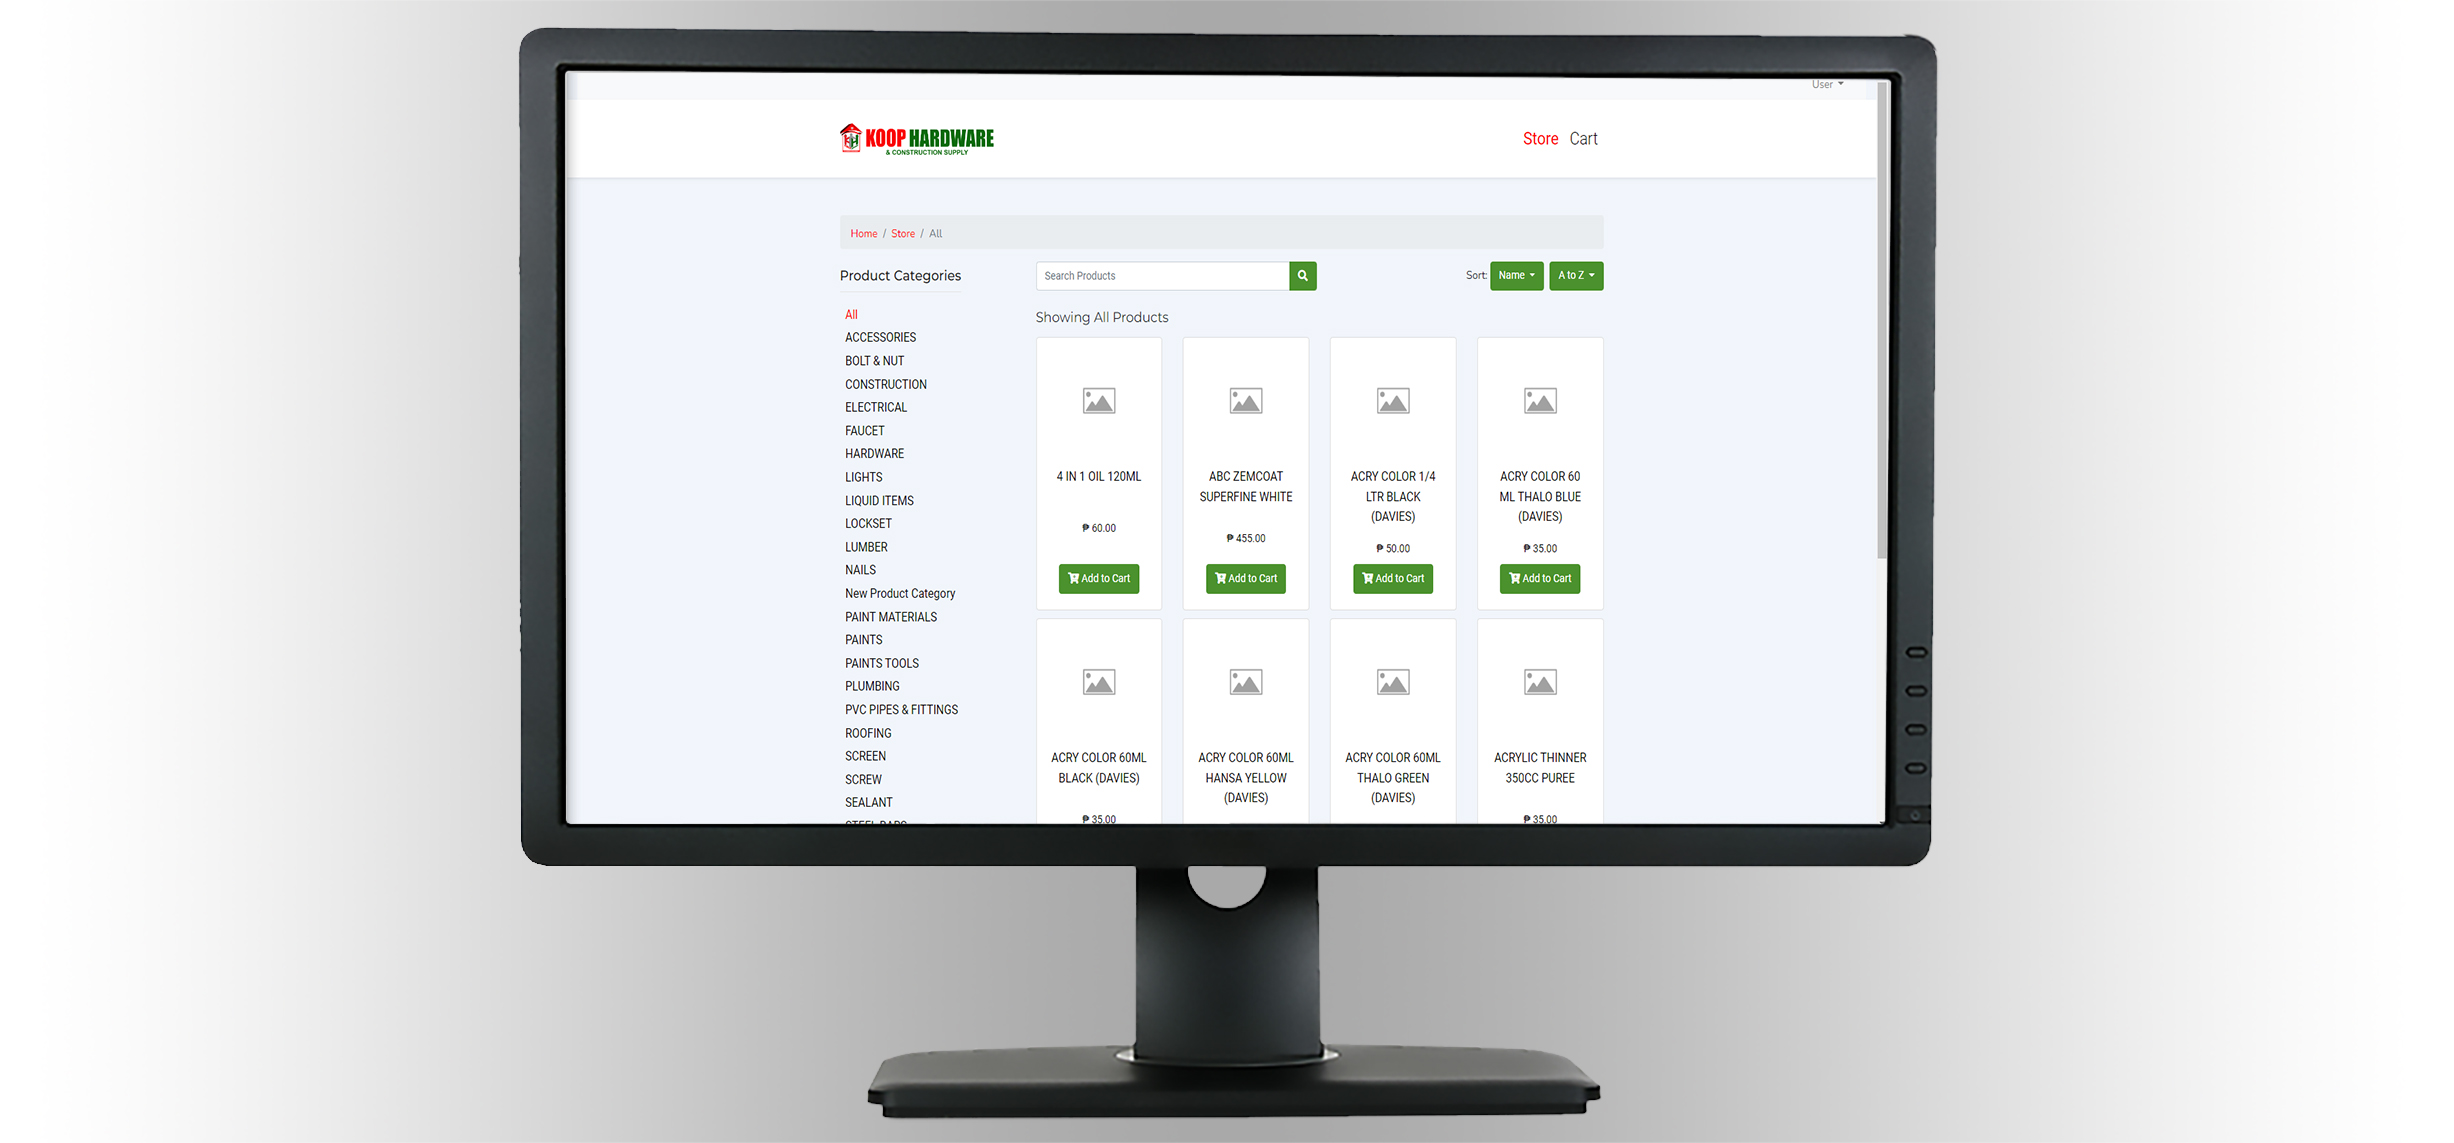 User
KOOP HARDWARE
& CONSTRUCTION SUPPLY
Store Cart
Home / Store / All
Product Categories
Search Products
Sort: Name A to Z
All
ACCESSORIES
BOLT & NUT
CONSTRUCTION
ELECTRICAL
FAUCET
HARDWARE
LIGHTS
LIQUID ITEMS
LOCKSET
LUMBER
NAILS
New Product Category
PAINT MATERIALS
PAINTS
PAINTS TOOLS
PLUMBING
PVC PIPES & FITTINGS
ROOFING
SCREEN
SCREW
SEALANT
STEEL BARS
Showing All Products
4 IN 1 OIL 120ML
₱ 60.00
Add to Cart
ABC ZEMCOAT
SUPERFINE WHITE
₱ 455.00
Add to Cart
ACRY COLOR 1/4
LTR BLACK
(DAVIES)
₱ 50.00
Add to Cart
ACRY COLOR 60
ML THALO BLUE
(DAVIES)
₱ 35.00
Add to Cart
ACRY COLOR 60ML
BLACK (DAVIES)
₱ 35.00
ACRY COLOR 60ML
HANSA YELLOW
(DAVIES)
ACRY COLOR 60ML
THALO GREEN
(DAVIES)
ACRYLIC THINNER
350CC PUREE
₱ 35.00